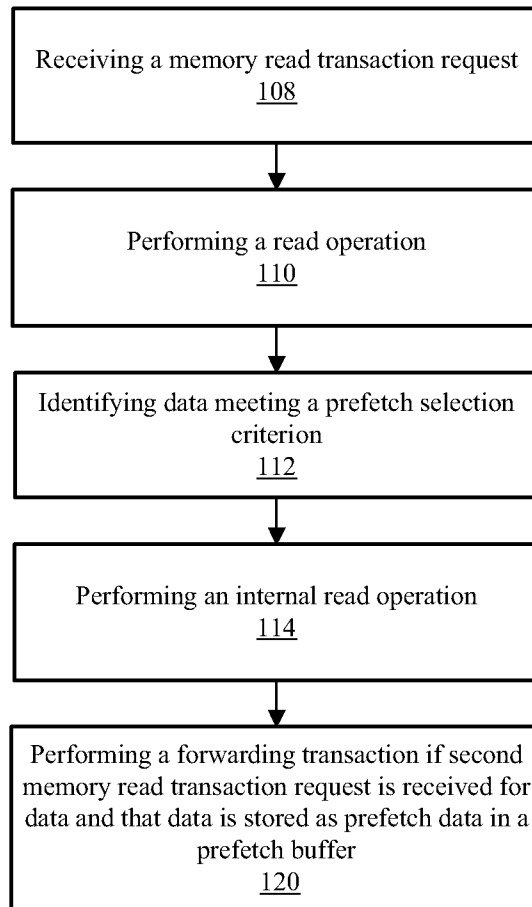 Receiving a memory read transaction request
108
Performing a read operation
110
Identifying data meeting a prefetch selection
criterion
112
Performing an internal read operation
114
Performing a forwarding transaction if second
memory read transaction request is received for
data and that data is stored as prefetch data in a
prefetch buffer
120